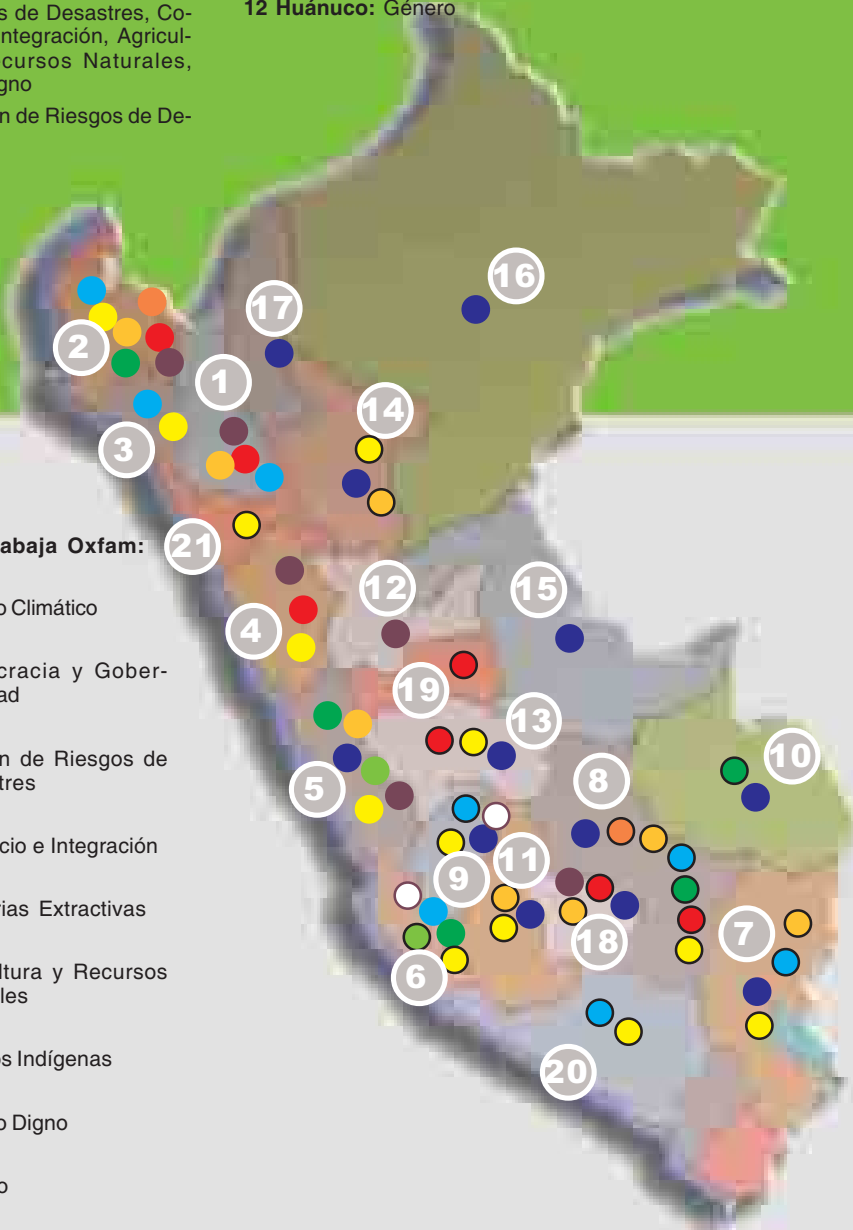 s de Desastres, Co-
ntegración, Agricul-
cursos Naturales,
gno
n de Riesgos de De-
12 Huánuco: Género
abaja Oxfam:
o Climático
cracia y Gober-
ad
n de Riesgos de
tres
cio e Integración
rias Extractivas
ltura y Recursos
les
os Indígenas
o Digno
o
16
17
2
1
14
3
21
12
15
4
19
13
10
5
8
11
9
7
18
6
20